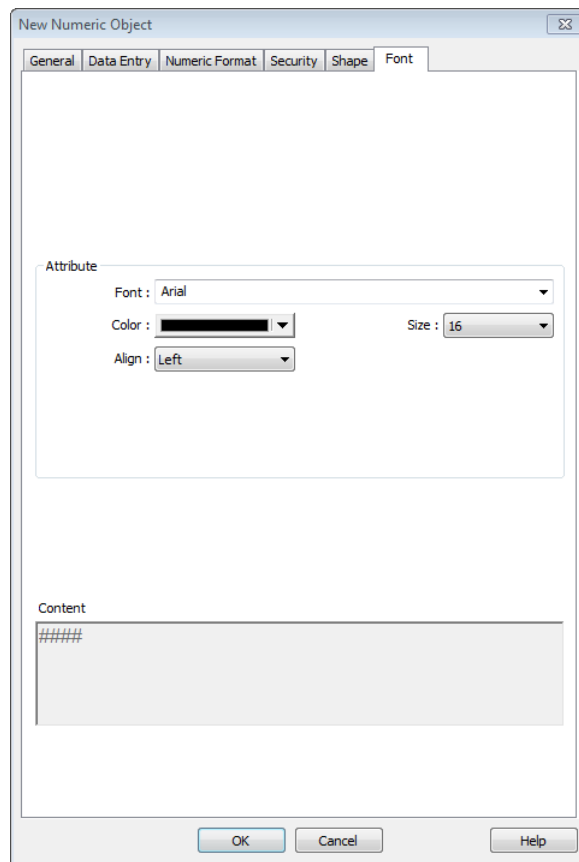 New Numeric Object
General Data Entry Numeric Format Security Shape Font
Attribute
Font : Arial
Color : Size : 16
Align : Left
Content
####
OK Cancel Help